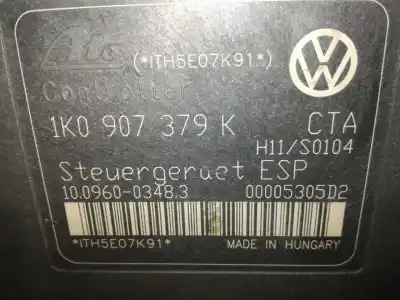 Ate (*ITH5E07K91*)
Controller
1K0 907 379 K CTA
H11/S0104
Steuergeraet ESP
10.0960-0348.3 00005305D2
*ITH5E07K91* MADE IN HUNGARY